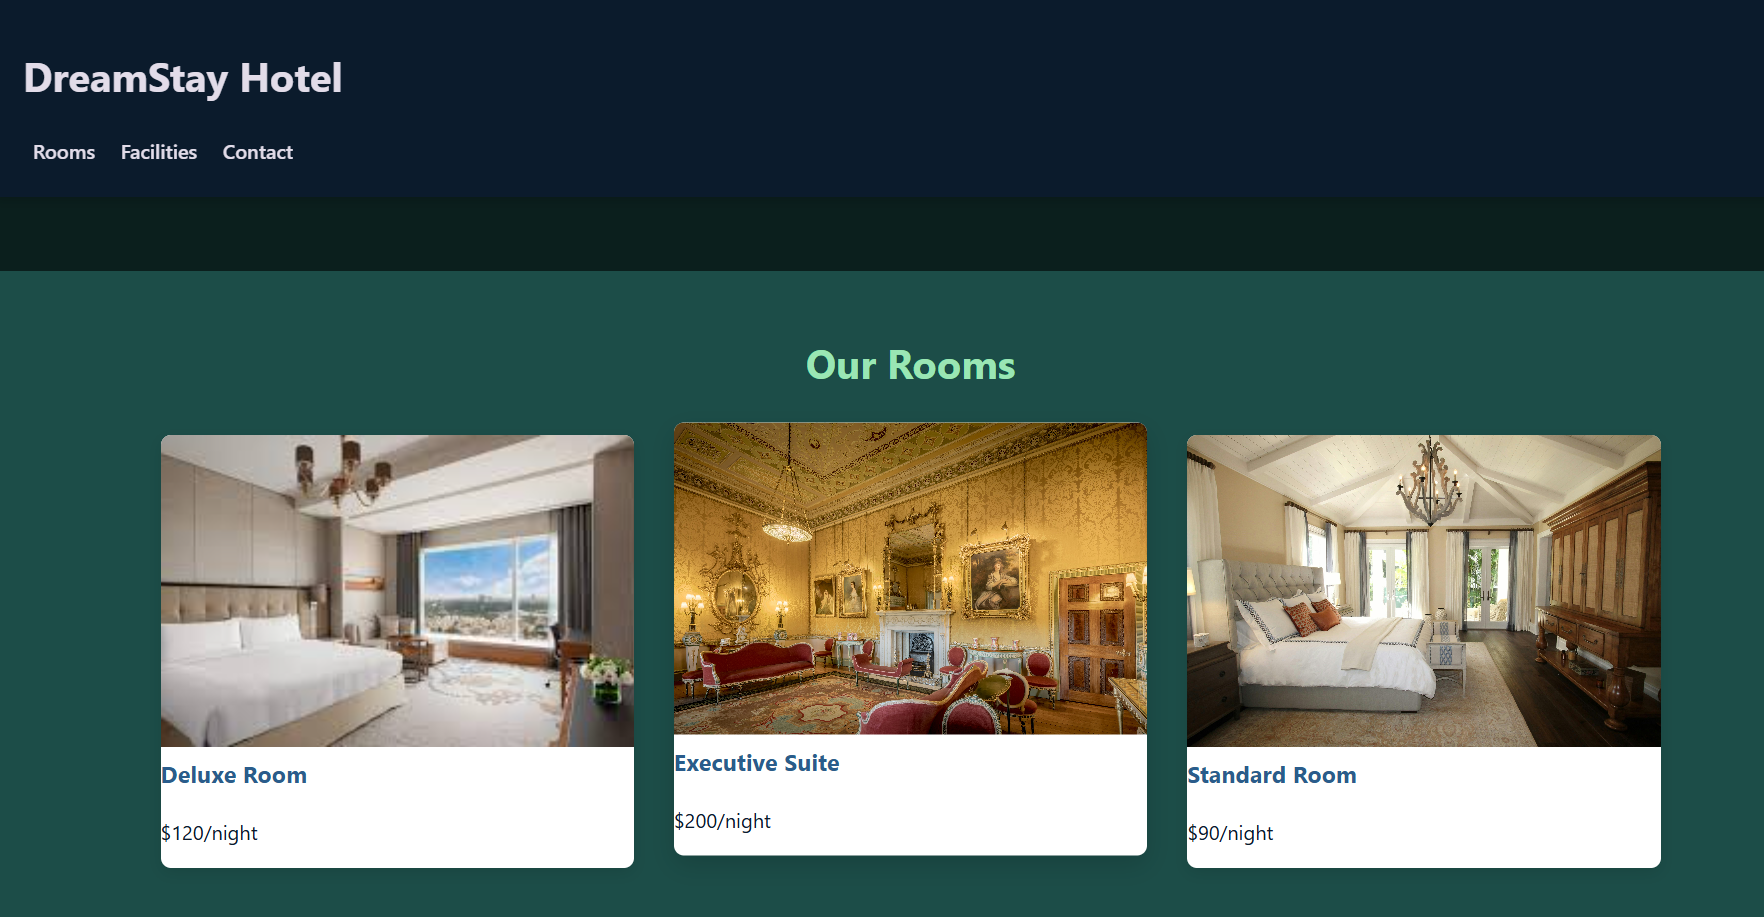 DreamStay Hotel
Rooms Facilities Contact
Our Rooms
Deluxe Room
$120/night
Executive Suite
$200/night
Standard Room
$90/night